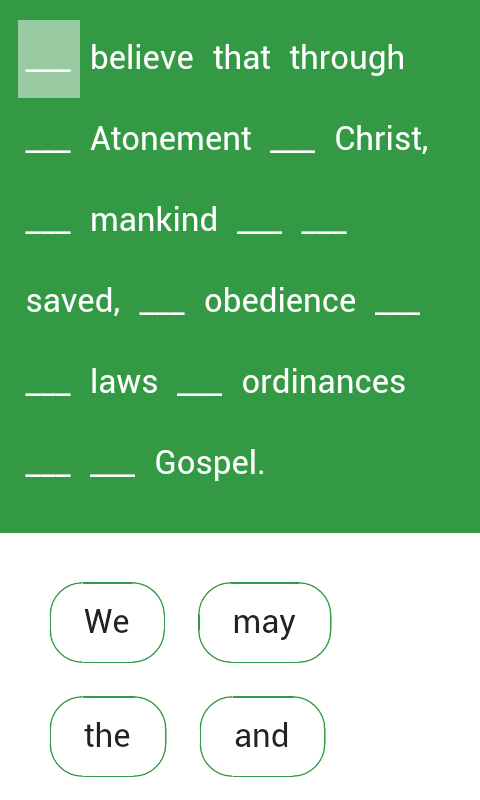 ___ believe that through
___ Atonement ___ Christ,
___ mankind ___ ___
saved, ___ obedience ___
___ laws ___ ordinances
___ ___ Gospel.
We may
the and